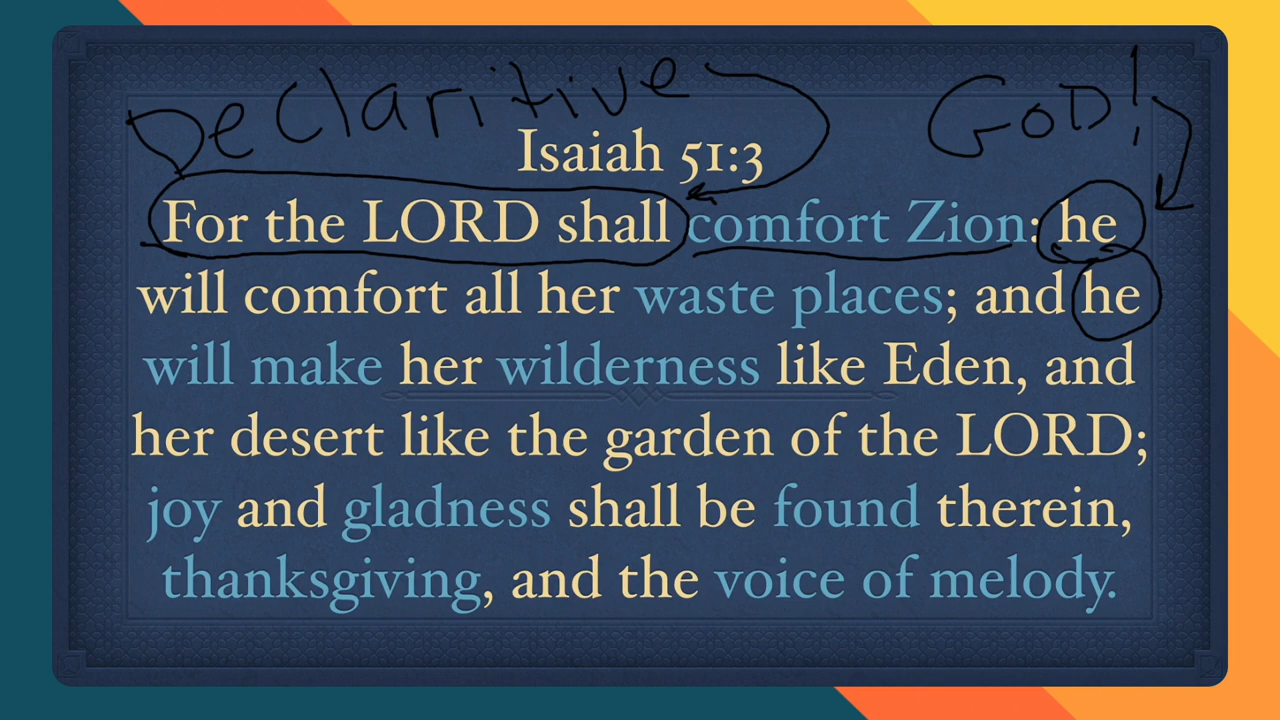 DeClaritive
GoD!
Isaiah 51:3
For the LORD shall comfort Zion: he
will comfort all her waste places; and he
will make her wilderness like Eden, and
her desert like the garden of the LORD;
joy and gladness shall be found therein,
thanksgiving, and the voice of melody.